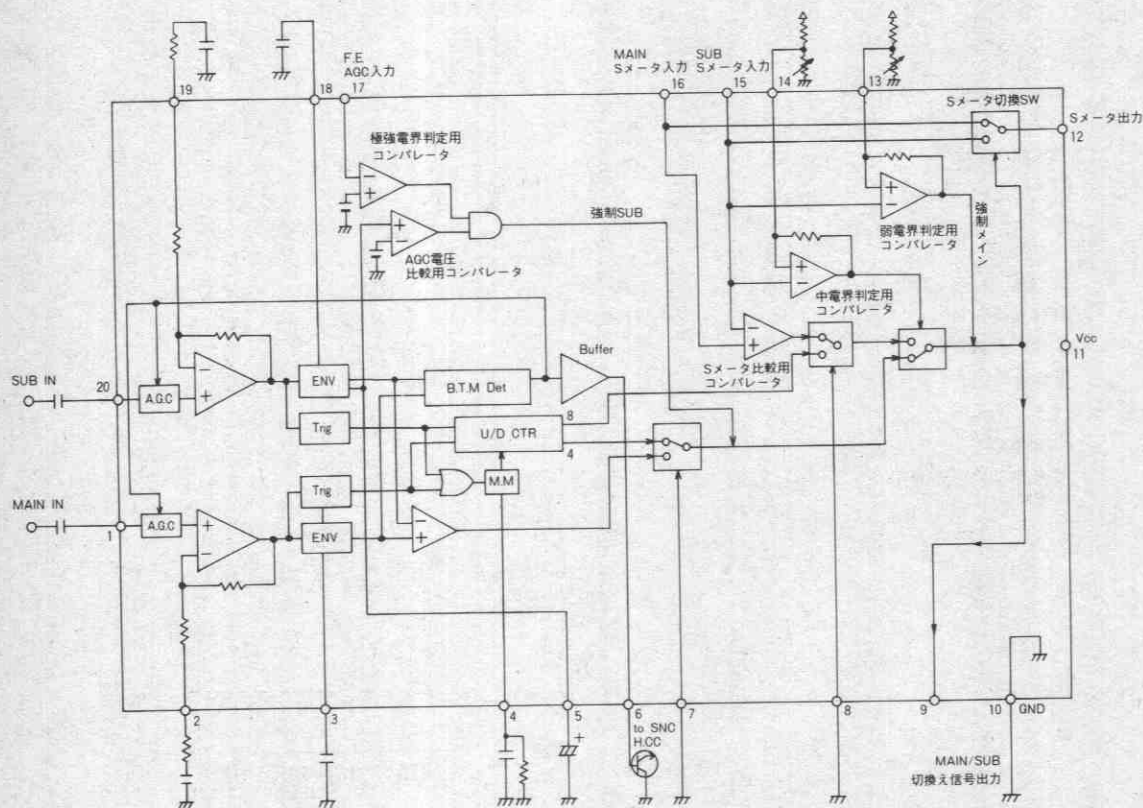 19
18
F.E
AGC入力
17
MAIN
Sメータ入力
16
SUB
Sメータ入力
15
14
13
Sメータ切換SW
Sメータ出力
12
極強電界判定用
コンパレータ
+
−
強制SUB
AGC電圧
比較用コンパレータ
弱電界判定用
コンパレータ
強制メイン
中電界判定用
コンパレータ
Sメータ比較用
コンパレータ
Vcc
11
Buffer
SUB IN
20
A.G.C
ENV
B.T.M Det
Trig
U/D CTR
8
4
M.M
MAIN IN
1
A.G.C
Trig
ENV
2
3
4
5
+
6
to SNC
H.CC
7
8
9
10
GND
MAIN/SUB
切換え信号出力